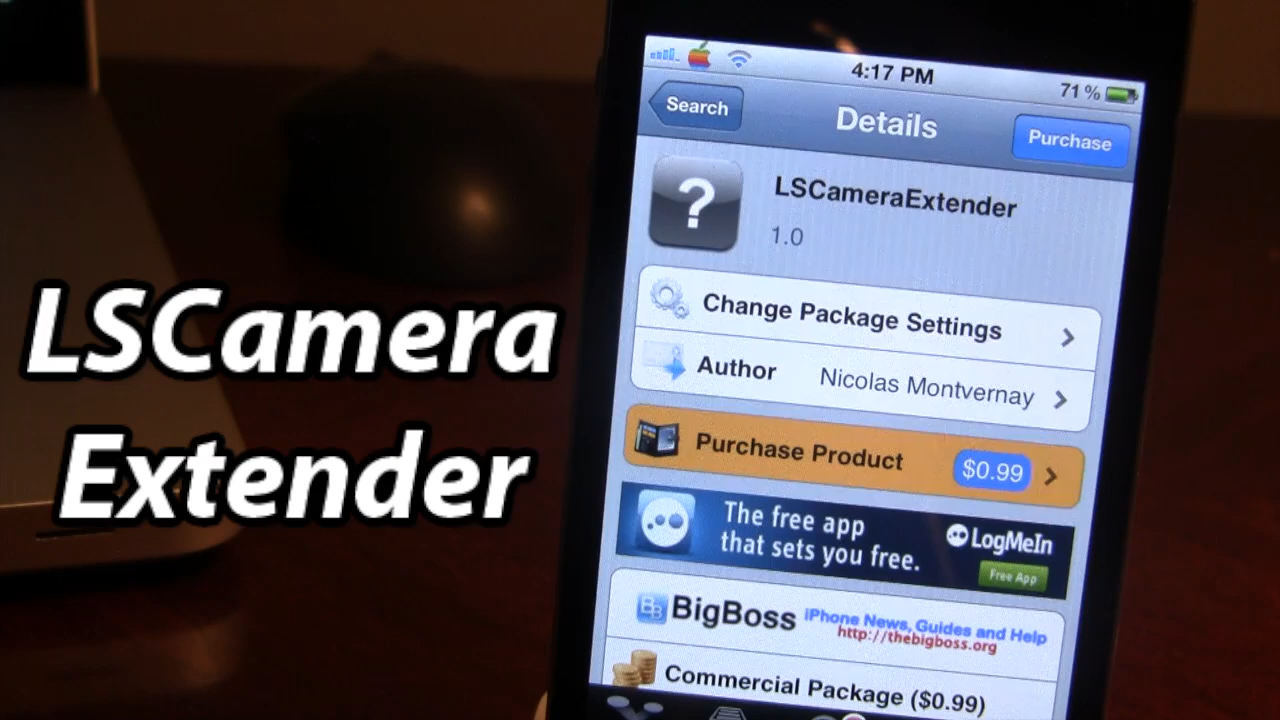 LSCamera
Extender
4:17 PM
71 %
Search
Details
Purchase
?
LSCameraExtender
1.0
Change Package Settings
Author Nicolas Montvernay
Purchase Product $0.99
The free app
that sets you free.
LogMeIn
Free App
BB BigBoss iPhone News, Guides and Help
http://thebigboss.org
Commercial Package ($0.99)